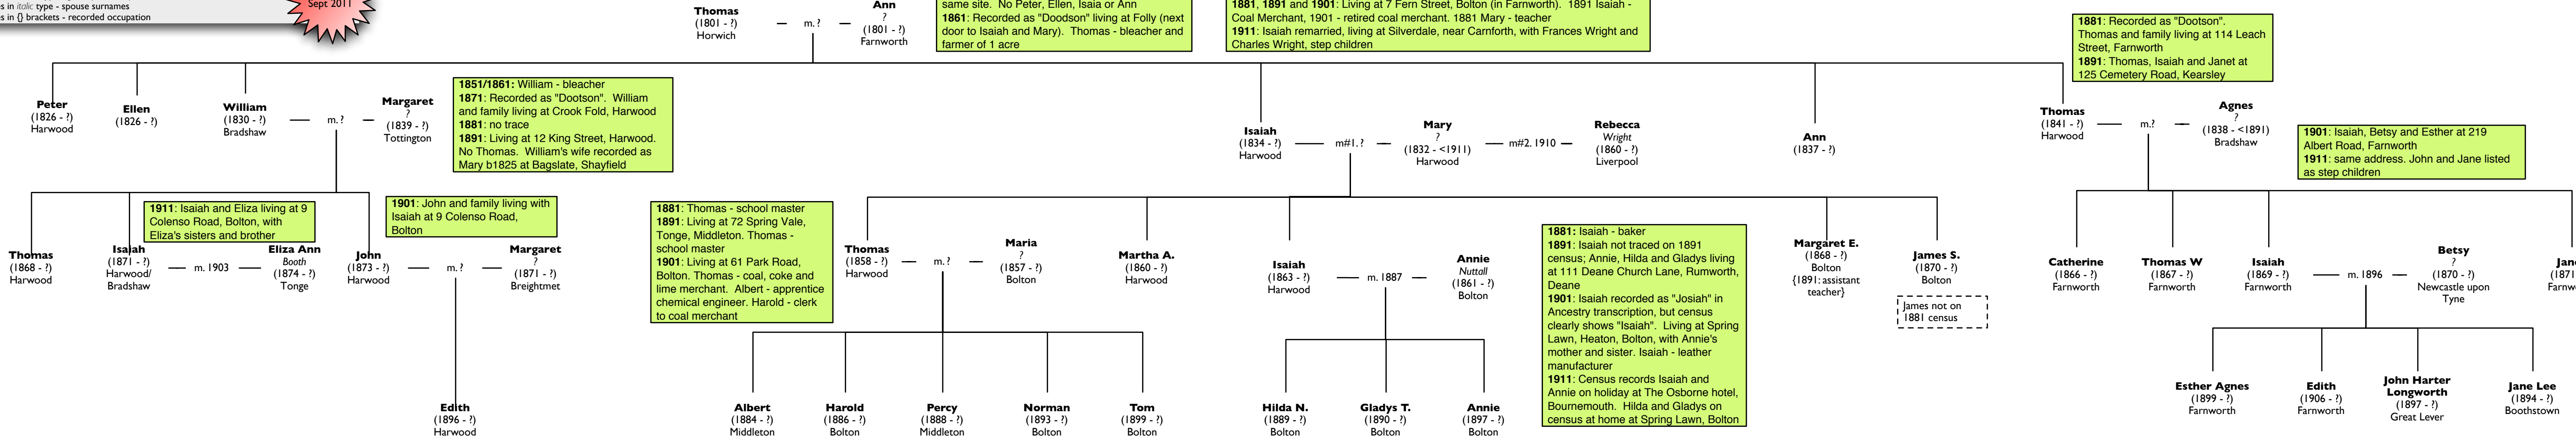 es in italic type - spouse surnames
es in {} brackets - recorded occupation
Sept 2011
Thomas
(1801 - ?)
Horwich
m. ?
Ann
(1801 - ?)
Farnworth
same site.  No Peter, Ellen, Isaia or Ann
1861: Recorded as "Doodson" living at Folly (next
door to Isaiah and Mary).  Thomas - bleacher and
farmer of 1 acre
1881, 1891 and 1901: Living at 7 Fern Street, Bolton (in Farnworth).  1891 Isaiah -
Coal Merchant, 1901 - retired coal merchant. 1881 Mary - teacher
1911: Isaiah remarried, living at Silverdale, near Carnforth, with Frances Wright and
Charles Wright, step children
1881: Recorded as "Dootson".
Thomas and family living at 114 Leach
Street, Farnworth
1891: Thomas, Isaiah and Janet at
125 Cemetery Road, Kearsley
Peter
(1826 - ?)
Harwood
Ellen
(1826 - ?)
William
(1830 - ?)
Bradshaw
m. ?
Margaret
?
(1839 - ?)
Tottington
1851/1861: William - bleacher
1871: Recorded as "Dootson".  William
and family living at Crook Fold, Harwood
1881: no trace
1891: Living at 12 King Street, Harwood.
No Thomas.  William's wife recorded as
Mary b1825 at Bagslate, Shayfield
Isaiah
(1834 - ?)
Harwood
m#1. ?
Mary
?
(1832 - <1911)
Harwood
m#2. 1910
Rebecca
Wright
(1860 - ?)
Liverpool
Ann
(1837 - ?)
Thomas
(1841 - ?)
Harwood
m.?
Agnes
?
(1838 - <1891)
Bradshaw
1901: Isaiah, Betsy and Esther at 219
Albert Road, Farnworth
1911: same address. John and Jane listed
as step children
1911: Isaiah and Eliza living at 9
Colenso Road, Bolton, with
Eliza's sisters and brother
1901: John and family living with
Isaiah at 9 Colenso Road,
Bolton
Thomas
(1868 - ?)
Harwood
Isaiah
(1871 - ?)
Harwood/
Bradshaw
m. 1903
Eliza Ann
Booth
(1874 - ?)
Tonge
John
(1873 - ?)
Harwood
m. ?
Margaret
?
(1871 - ?)
Breightmet
1881: Thomas - school master
1891: Living at 72 Spring Vale,
Tonge, Middleton. Thomas -
school master
1901: Living at 61 Park Road,
Bolton. Thomas - coal, coke and
lime merchant.  Albert - apprentice
chemical engineer. Harold - clerk
to coal merchant
Thomas
(1858 - ?)
Harwood
m. ?
Maria
?
(1857 - ?)
Bolton
Martha A.
(1860 - ?)
Harwood
Isaiah
(1863 - ?)
Harwood
m. 1887
Annie
Nuttall
(1861 - ?)
Bolton
1881: Isaiah - baker
1891: Isaiah not traced on 1891
census; Annie, Hilda and Gladys living
at 111 Deane Church Lane, Rumworth,
Deane
1901: Isaiah recorded as "Josiah" in
Ancestry transcription, but census
clearly shows "Isaiah".  Living at Spring
Lawn, Heaton, Bolton, with Annie's
mother and sister. Isaiah - leather
manufacturer
1911: Census records Isaiah and
Annie on holiday at The Osborne hotel,
Bournemouth.  Hilda and Gladys on
census at home at Spring Lawn, Bolton
Margaret E.
(1868 - ?)
Bolton
{1891: assistant
teacher}
James S.
(1870 - ?)
Bolton
James not on
1881 census
Catherine
(1866 - ?)
Farnworth
Thomas W
(1867 - ?)
Farnworth
Isaiah
(1869 - ?)
Farnworth
m. 1896
Betsy
?
(1870 - ?)
Newcastle upon
Tyne
Jan
(1871
Farnw
Edith
(1896 - ?)
Harwood
Albert
(1884 - ?)
Middleton
Harold
(1886 - ?)
Bolton
Percy
(1888 - ?)
Middleton
Norman
(1893 - ?)
Bolton
Tom
(1899 - ?)
Bolton
Hilda N.
(1889 - ?)
Bolton
Gladys T.
(1890 - ?)
Bolton
Annie
(1897 - ?)
Bolton
Esther Agnes
(1899 - ?)
Farnworth
Edith
(1906 - ?)
Farnworth
John Harter
Longworth
(1897 - ?)
Great Lever
Jane Lee
(1894 - ?)
Boothstown